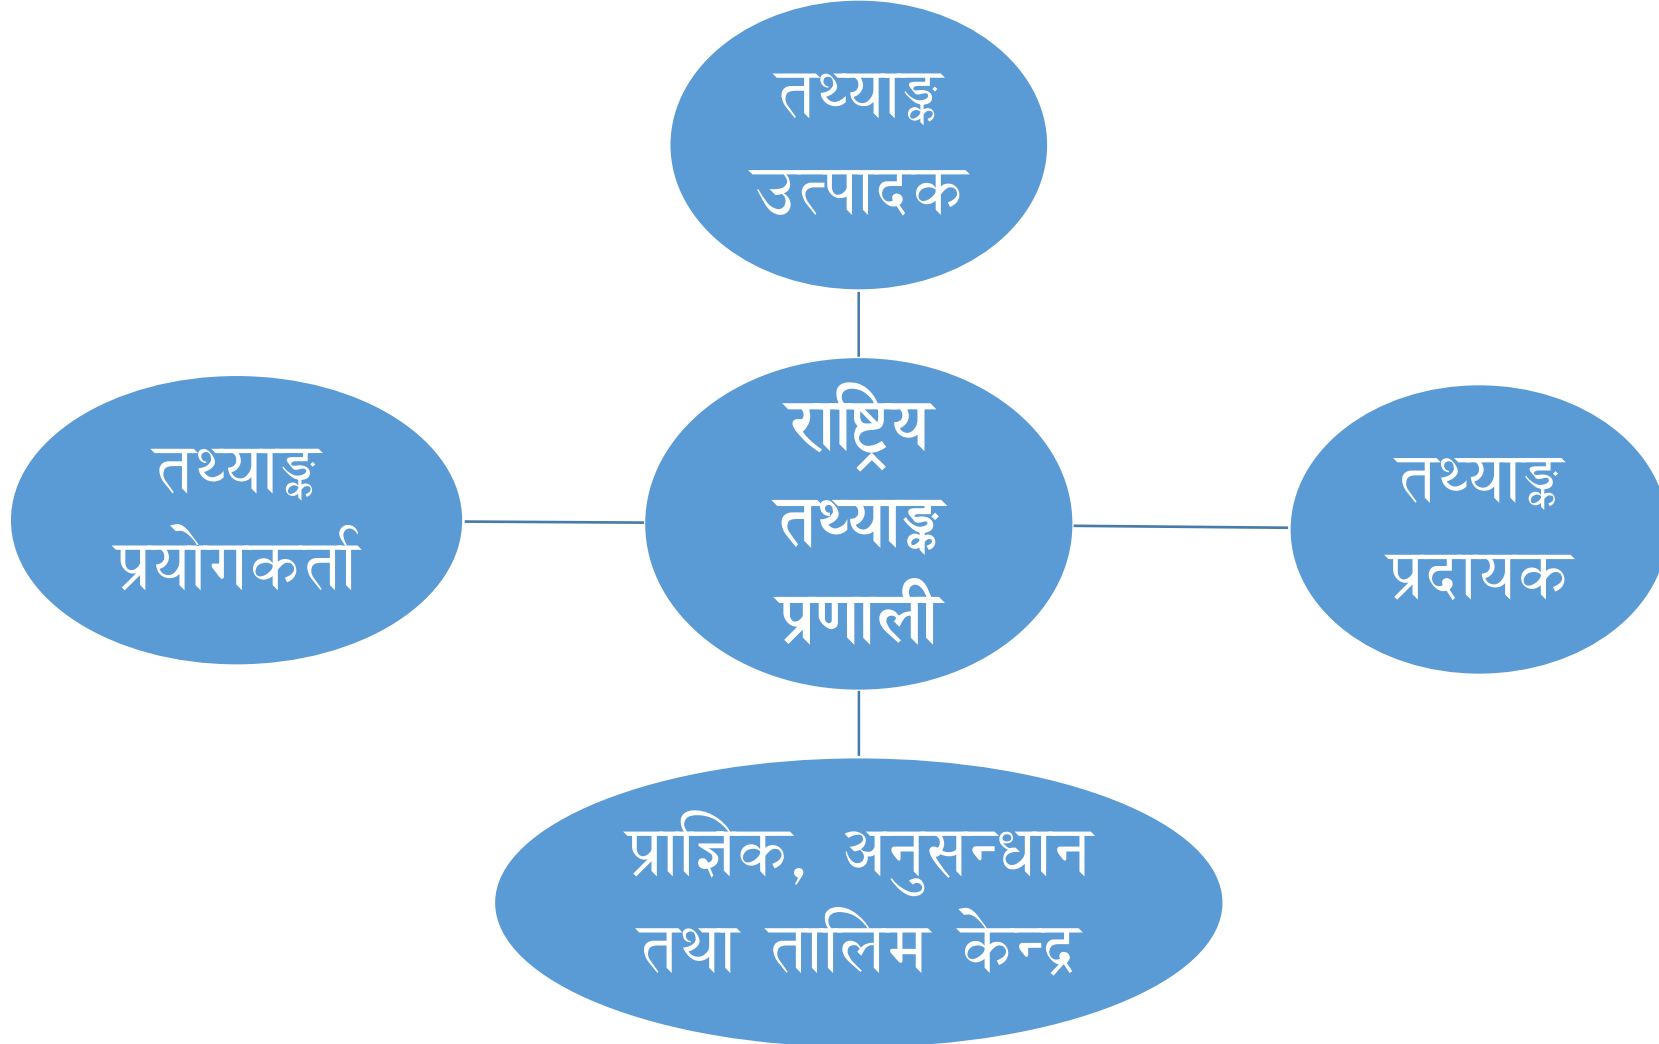 तथ्याङ्क
उत्पादक
राष्ट्रिय
तथ्याङ्क
प्रणाली
तथ्याङ्क
प्रयोगकर्ता
तथ्याङ्क
प्रदायक
प्राज्ञिक, अनुसन्धान
तथा तालिम केन्द्र